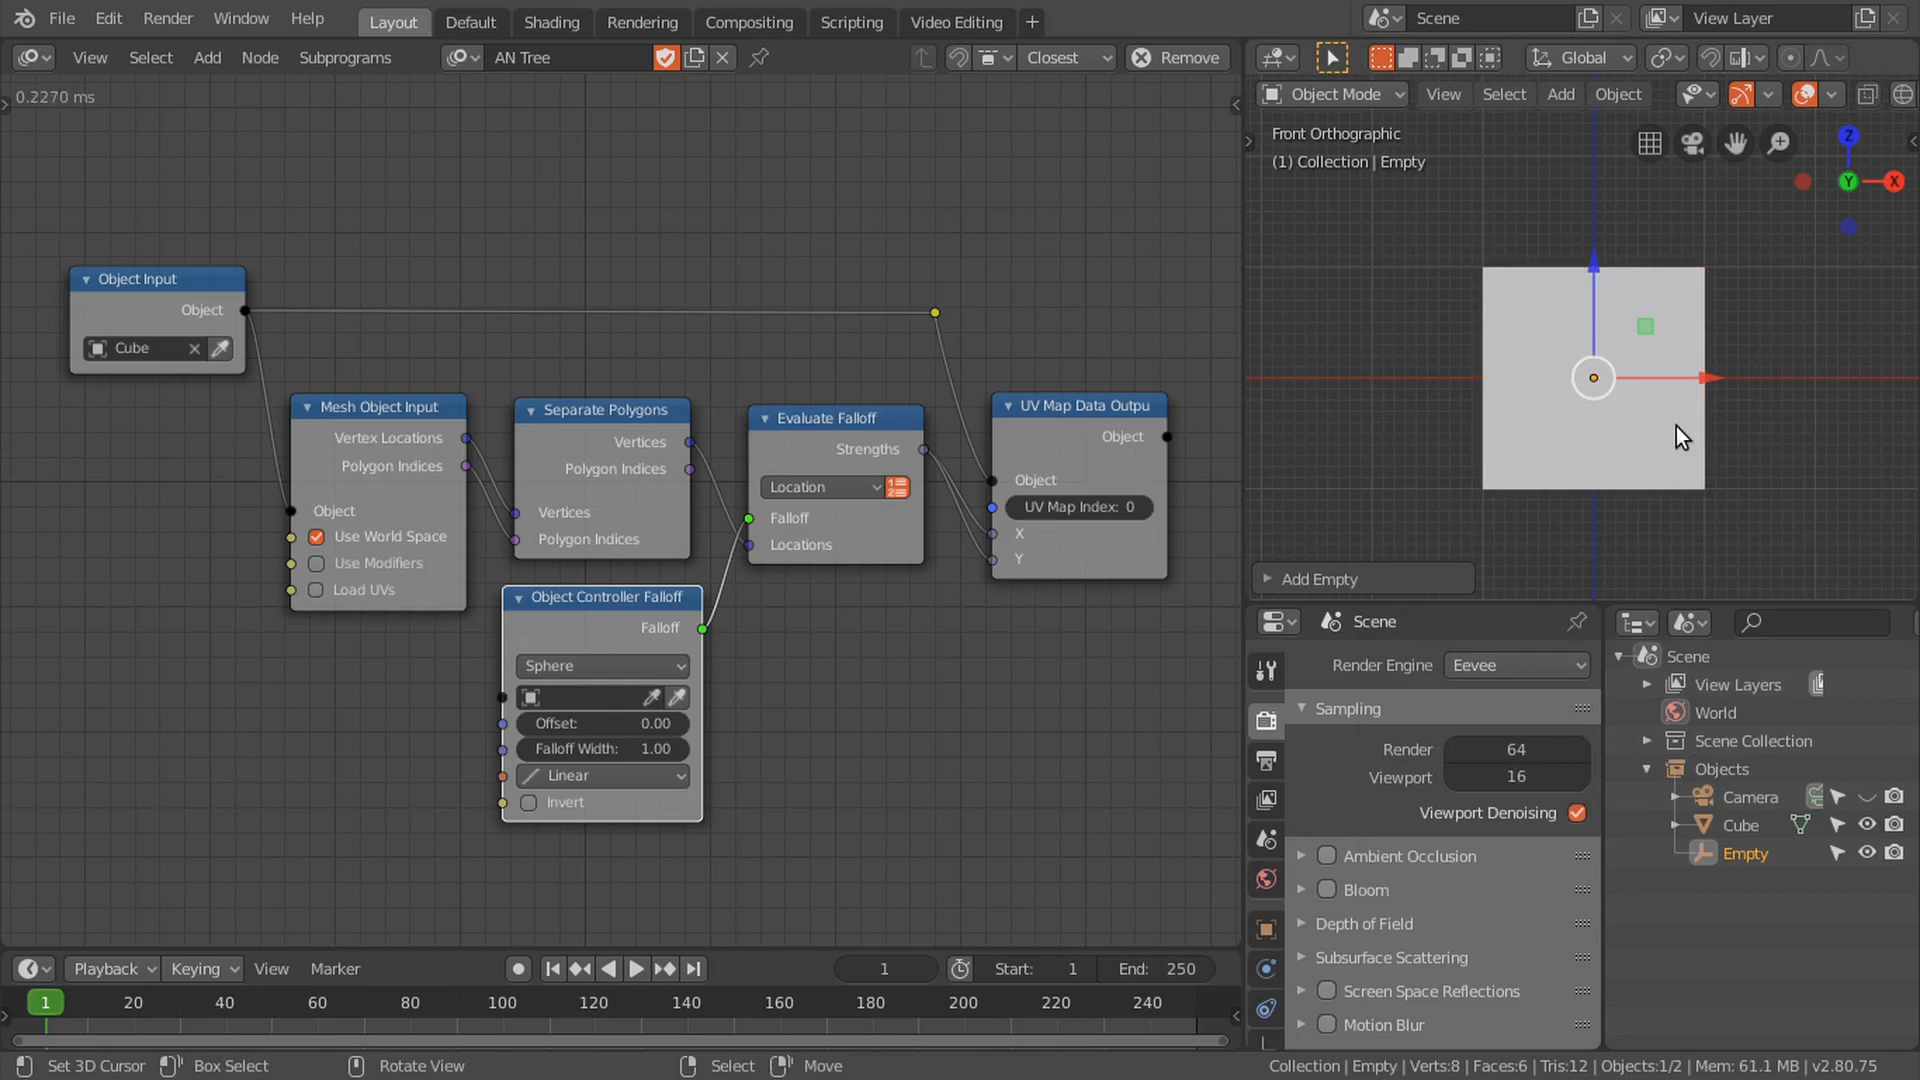 File Edit Render Window Help Layout Default Shading Rendering Compositing Scripting Video Editing + Scene View Layer
View Select Add Node Subprograms AN Tree Closest Remove Global
Object Mode View Select Add Object
0.2270 ms
Front Orthographic
(1) Collection | Empty
Z
Y
X
Object Input
Object
Cube
Mesh Object Input
Vertex Locations
Polygon Indices
Object
Use World Space
Use Modifiers
Load UVs
Separate Polygons
Vertices
Polygon Indices
Vertices
Polygon Indices
Evaluate Falloff
Strengths
Location
Falloff
Locations
UV Map Data Outpu
Object
Object
UV Map Index: 0
X
Y
Object Controller Falloff
Falloff
Sphere
Offset: 0.00
Falloff Width: 1.00
Linear
Invert
Add Empty
Scene
Render Engine Eevee
Sampling
Render 64
Viewport 16
Viewport Denoising
Ambient Occlusion
Bloom
Depth of Field
Subsurface Scattering
Screen Space Reflections
Motion Blur
Scene
View Layers
World
Scene Collection
Objects
Camera
Cube
Empty
Playback Keying View Marker 1 Start: 1 End: 250
1 20 40 60 80 100 120 140 160 180 200 220 240
Set 3D Cursor Box Select Rotate View Select Move Collection | Empty | Verts:8 | Faces:6 | Tris:12 | Objects:1/2 | Mem: 61.1 MB | v2.80.75